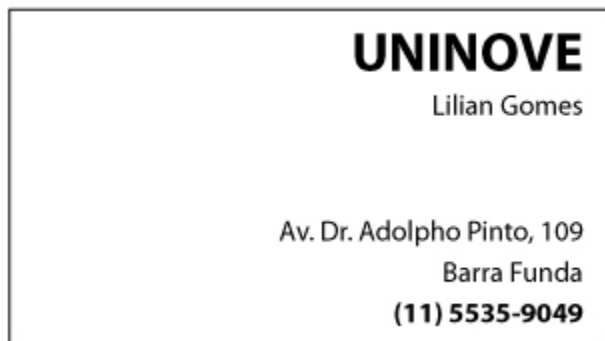 UNINOVE
Lilian Gomes
Av. Dr. Adolpho Pinto, 109
Barra Funda
(11) 5535-9049